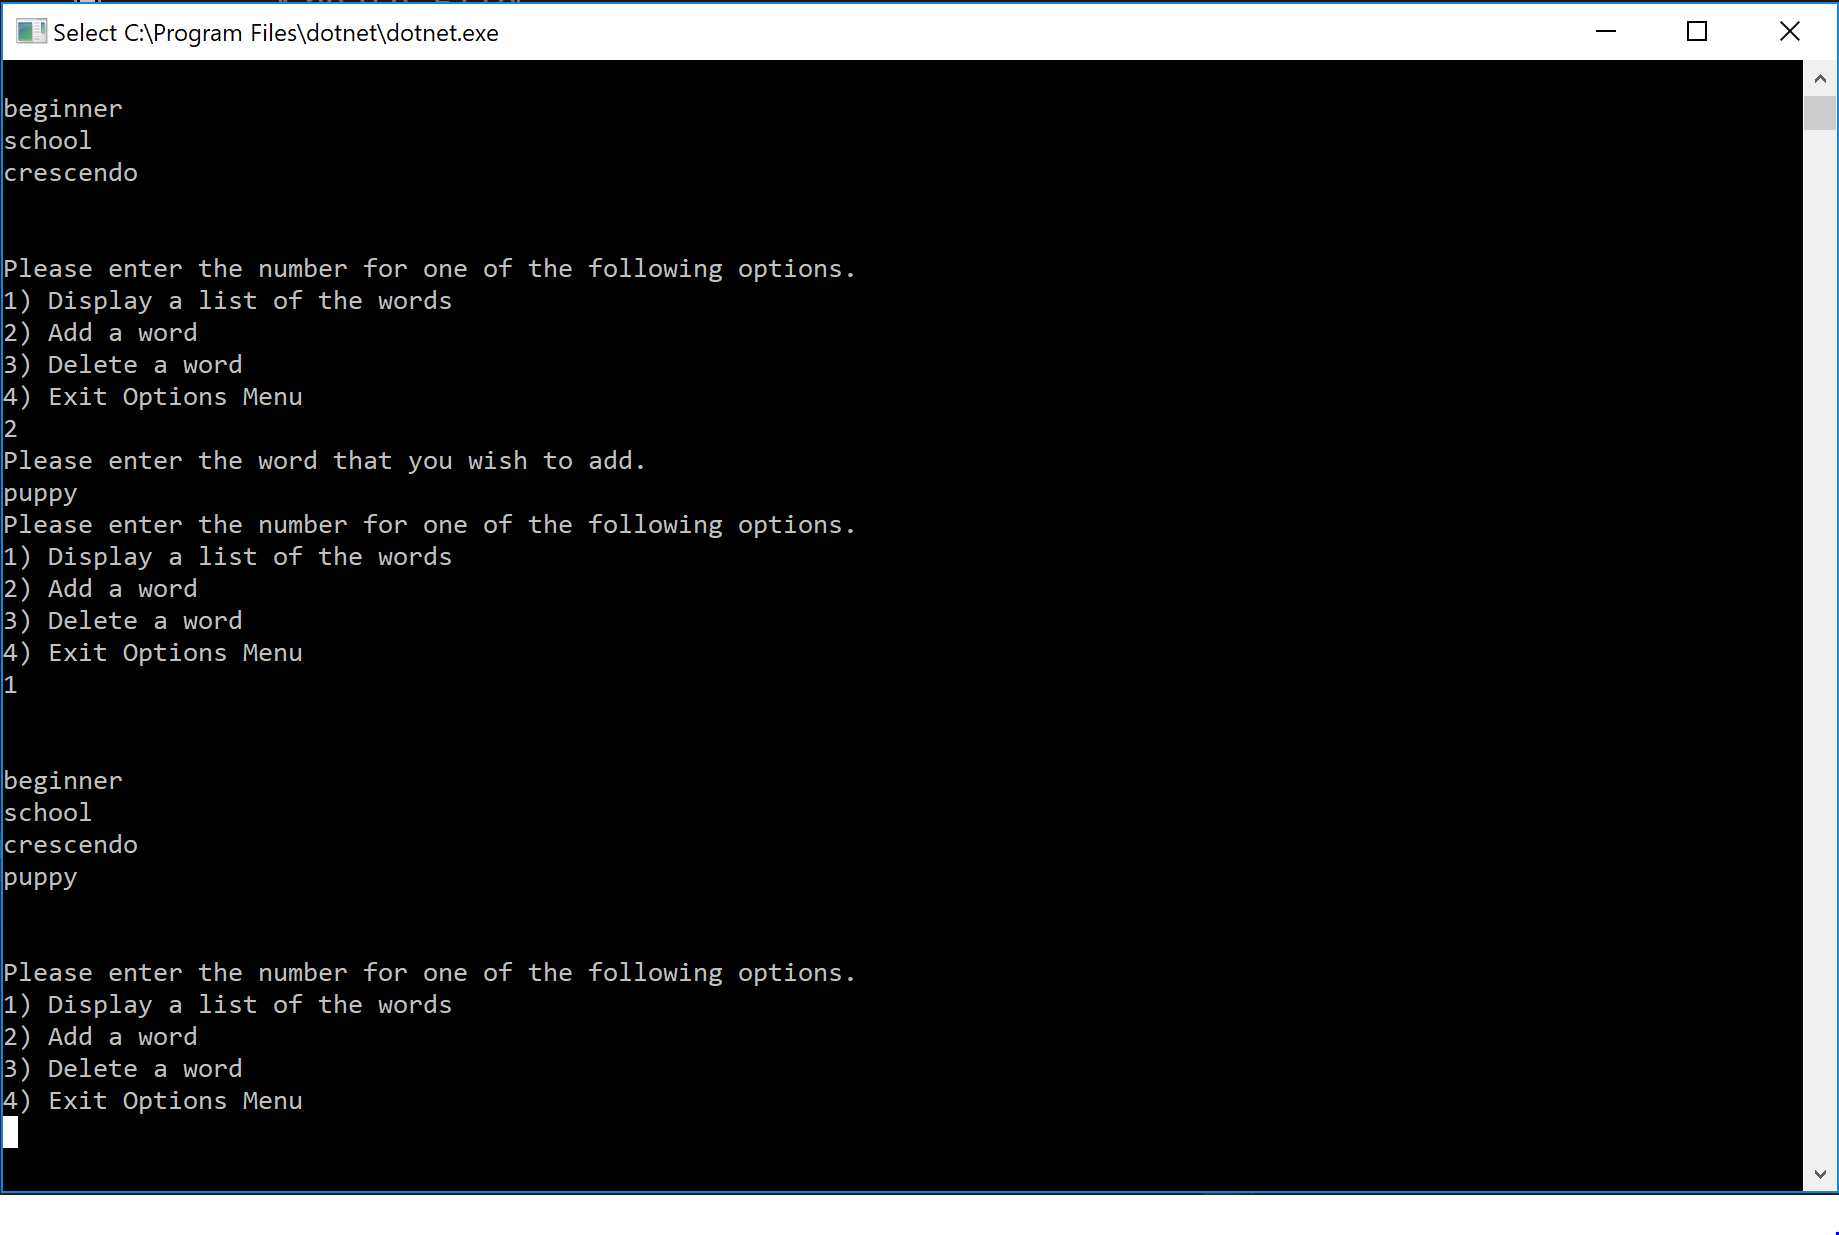 Select C:\Program Files\dotnet\dotnet.exe
beginner
school
crescendo
Please enter the number for one of the following options.
1) Display a list of the words
2) Add a word
3) Delete a word
4) Exit Options Menu
2
Please enter the word that you wish to add.
puppy
Please enter the number for one of the following options.
1) Display a list of the words
2) Add a word
3) Delete a word
4) Exit Options Menu
1
beginner
school
crescendo
puppy
Please enter the number for one of the following options.
1) Display a list of the words
2) Add a word
3) Delete a word
4) Exit Options Menu